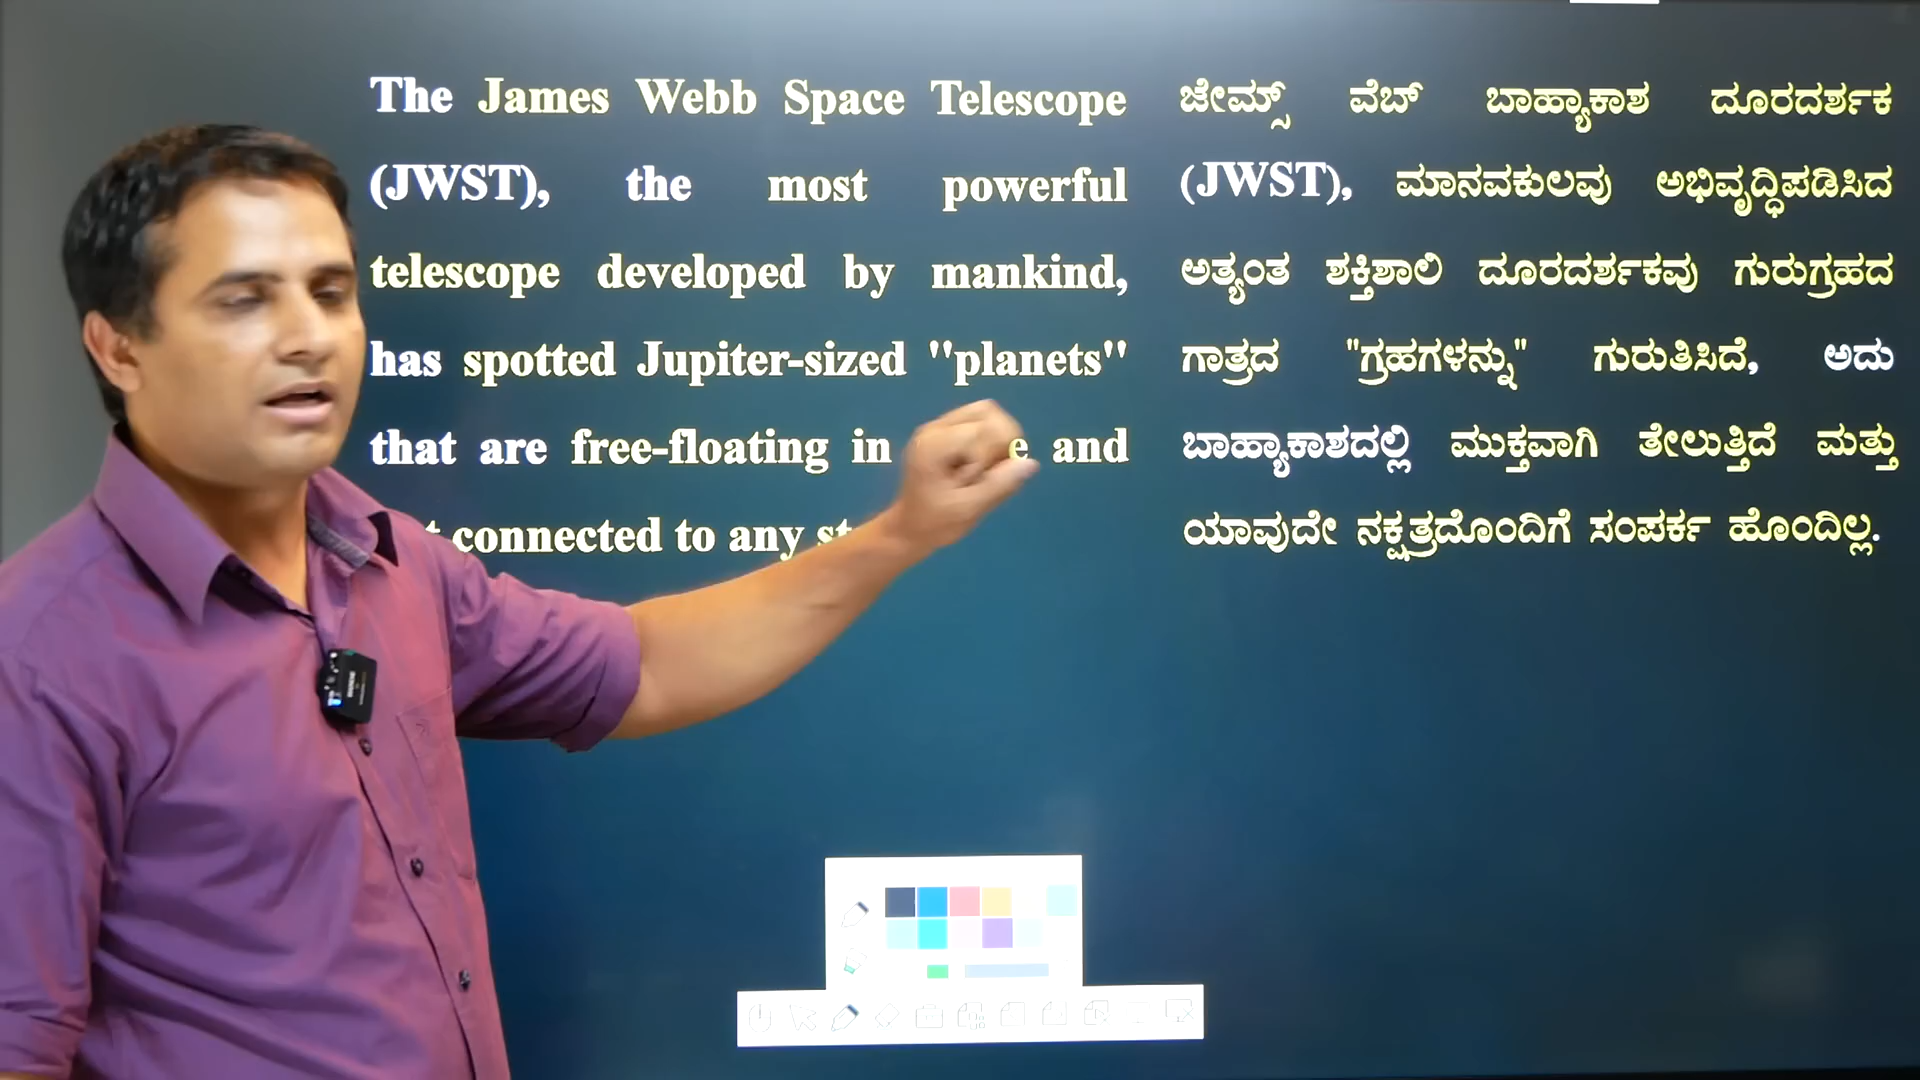 The James Webb Space Telescope
(JWST), the most powerful
telescope developed by mankind,
has spotted Jupiter-sized "planets"
that are free-floating in and
connected to any
ಜೇಮ್ಸ್ ವೆಬ್ ಬಾಹ್ಯಾಕಾಶ ದೂರದರ್ಶಕ
(JWST), ಮಾನವಕುಲವು ಅಭಿವೃದ್ಧಿಪಡಿಸಿದ
ಅತ್ಯಂತ ಶಕ್ತಿಶಾಲಿ ದೂರದರ್ಶಕವು ಗುರುಗ್ರಹದ
ಗಾತ್ರದ "ಗ್ರಹಗಳನ್ನು" ಗುರುತಿಸಿದೆ, ಅದು
ಬಾಹ್ಯಾಕಾಶದಲ್ಲಿ ಮುಕ್ತವಾಗಿ ತೇಲುತ್ತಿದೆ ಮತ್ತು
ಯಾವುದೇ ನಕ್ಷತ್ರದೊಂದಿಗೆ ಸಂಪರ್ಕ ಹೊಂದಿಲ್ಲ.